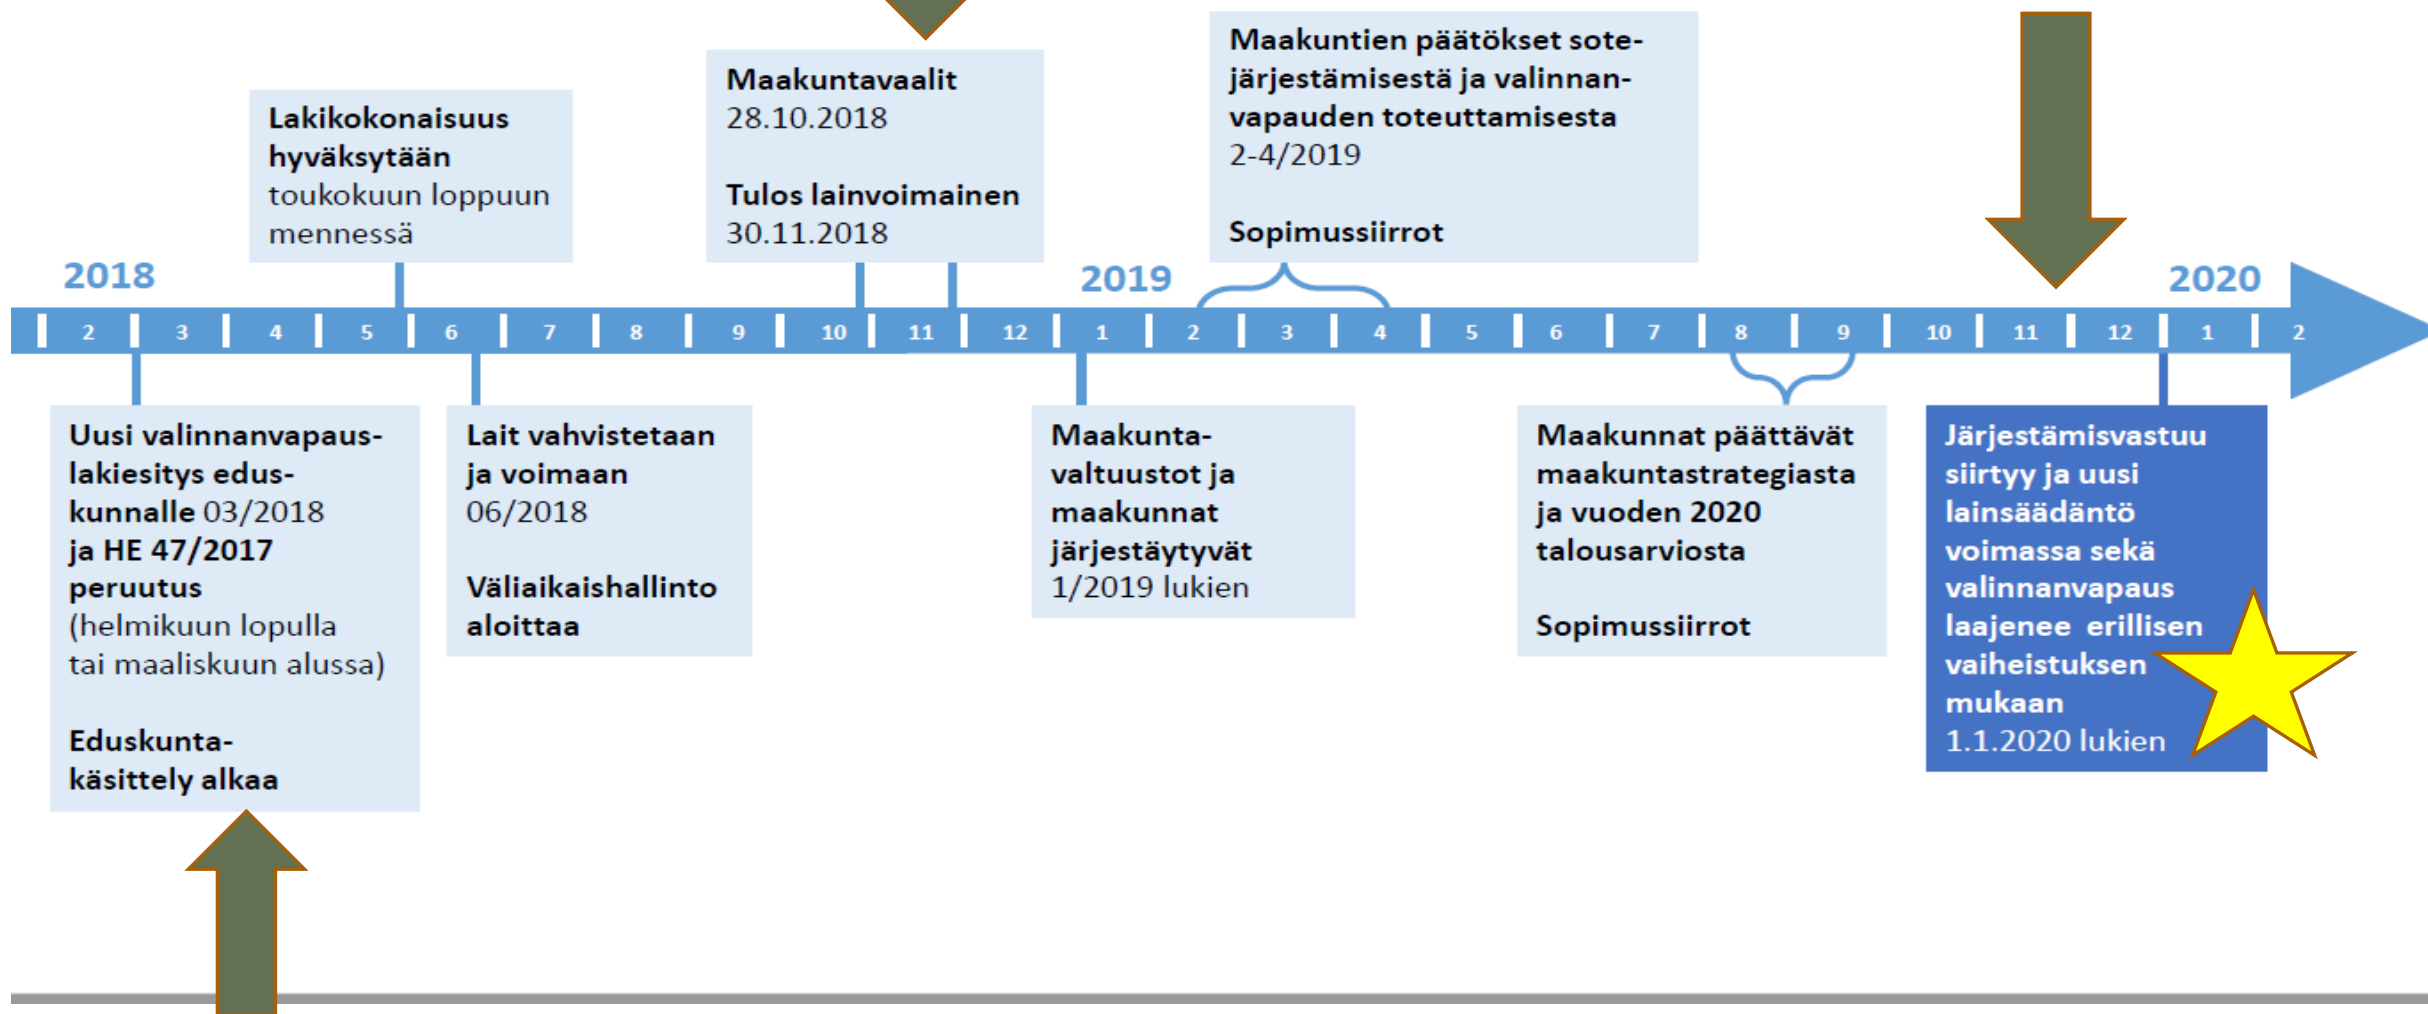 Lakikokonaisuus
hyväksytään
toukokuun loppuun
mennessä
Maakuntavaalit
28.10.2018
Tulos lainvoimainen
30.11.2018
Maakuntien päätökset sote-
järjestämisestä ja valinnan-
vapauden toteuttamisesta
2-4/2019
Sopimussiirrot
2018
2019
2020
2 3 4 5 6 7 8 9 10 11 12 1 2 3 4 5 6 7 8 9 10 11 12 1 2
Uusi valinnanvapaus-
lakiesitys edus-
kunnalle 03/2018
ja HE 47/2017
peruutus
(helmikuun lopulla
tai maaliskuun alussa)
Eduskunta-
käsittely alkaa
Lait vahvistetaan
ja voimaan
06/2018
Väliaikaishallinto
aloittaa
Maakunta-
valtuustot ja
maakunnat
järjestäytyvät
1/2019 lukien
Maakunnat päättävät
maakuntastrategiasta
ja vuoden 2020
talousarviosta
Sopimussiirrot
Järjestämisvastuu
siirtyy ja uusi
lainsäädäntö
voimassa sekä
valinnanvapaus
laajenee erillisen
vaiheistuksen
mukaan
1.1.2020 lukien